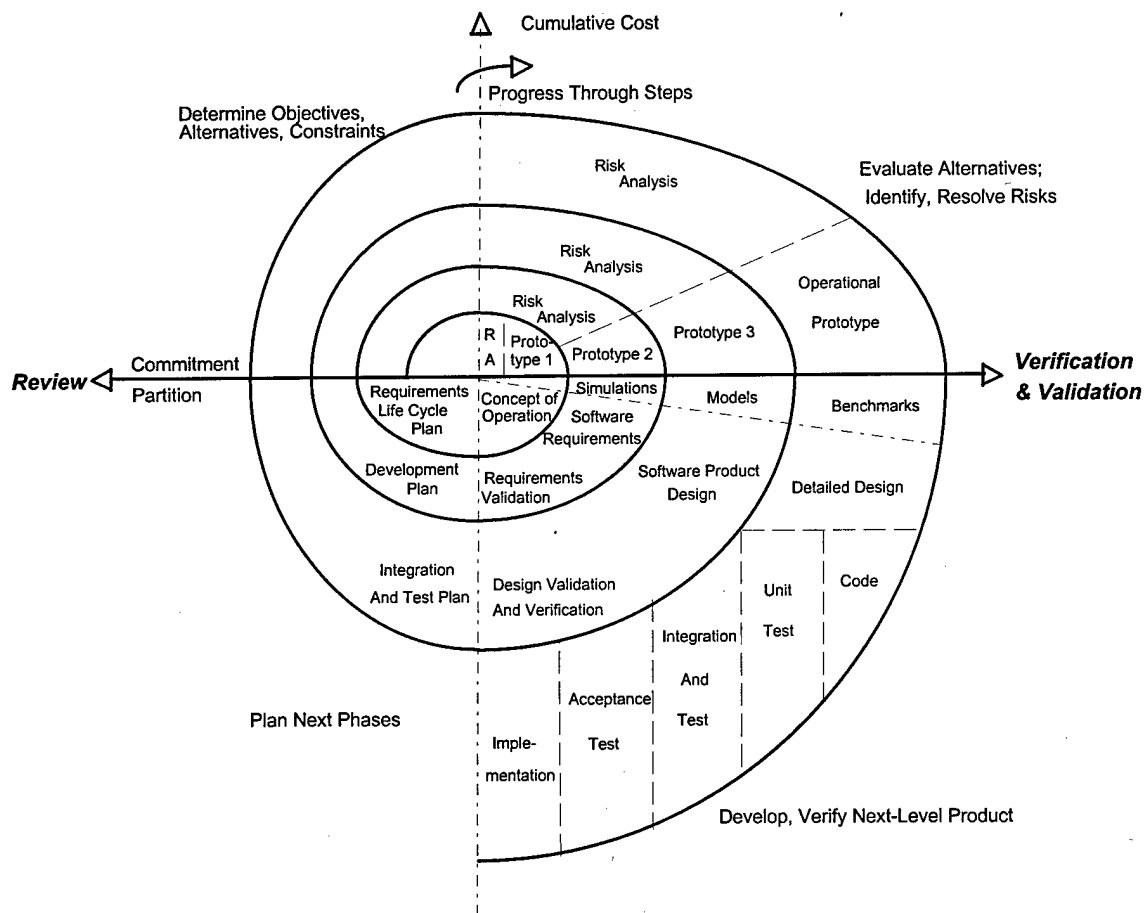 Cumulative Cost
Progress Through Steps
Determine Objectives,
Alternatives, Constraints
Risk
Analysis
Evaluate Alternatives;
Identify, Resolve Risks
Risk
Analysis
Operational
Prototype
Risk
Analysis
R
A
Proto-
type 1
Prototype 2
Prototype 3
Commitment
Review
Partition
Verification
& Validation
Requirements
Life Cycle
Plan
Concept of
Operation
Simulations
Software
Requirements
Models
Benchmarks
Development
Plan
Requirements
Validation
Software Product
Design
Detailed Design
Integration
And Test Plan
Design Validation
And Verification
Code
Unit
Test
Integration
And
Test
Acceptance
Test
Imple-
mentation
Plan Next Phases
Develop, Verify Next-Level Product